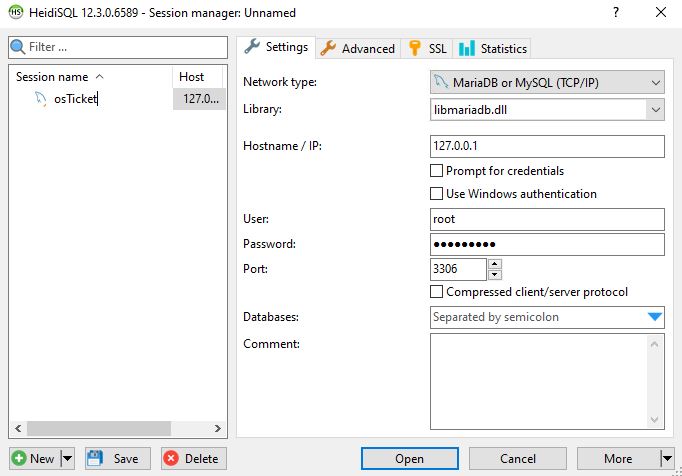 HS HeidiSQL 12.3.0.6589 - Session manager: Unnamed
Filter ...
Session name Host
osTicket 127.0...
Settings Advanced SSL Statistics
Network type: MariaDB or MySQL (TCP/IP)
Library: libmariadb.dll
Hostname / IP: 127.0.0.1
Prompt for credentials
Use Windows authentication
User: root
Password: ●●●●●●●●●
Port: 3306
Compressed client/server protocol
Databases: Separated by semicolon
Comment:
New Save Delete Open Cancel More